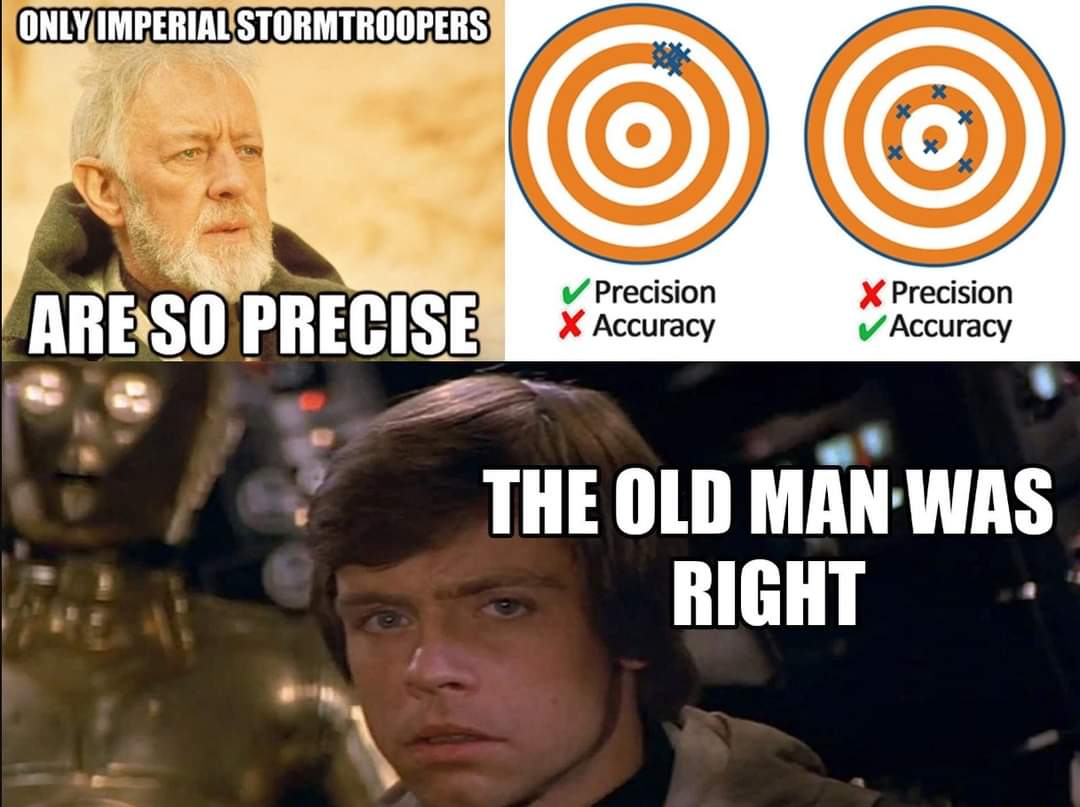 ONLY IMPERIAL STORMTROOPERS
ARE SO PRECISE
✔ Precision
✘ Accuracy
✘ Precision
✔ Accuracy
THE OLD MAN WAS
RIGHT